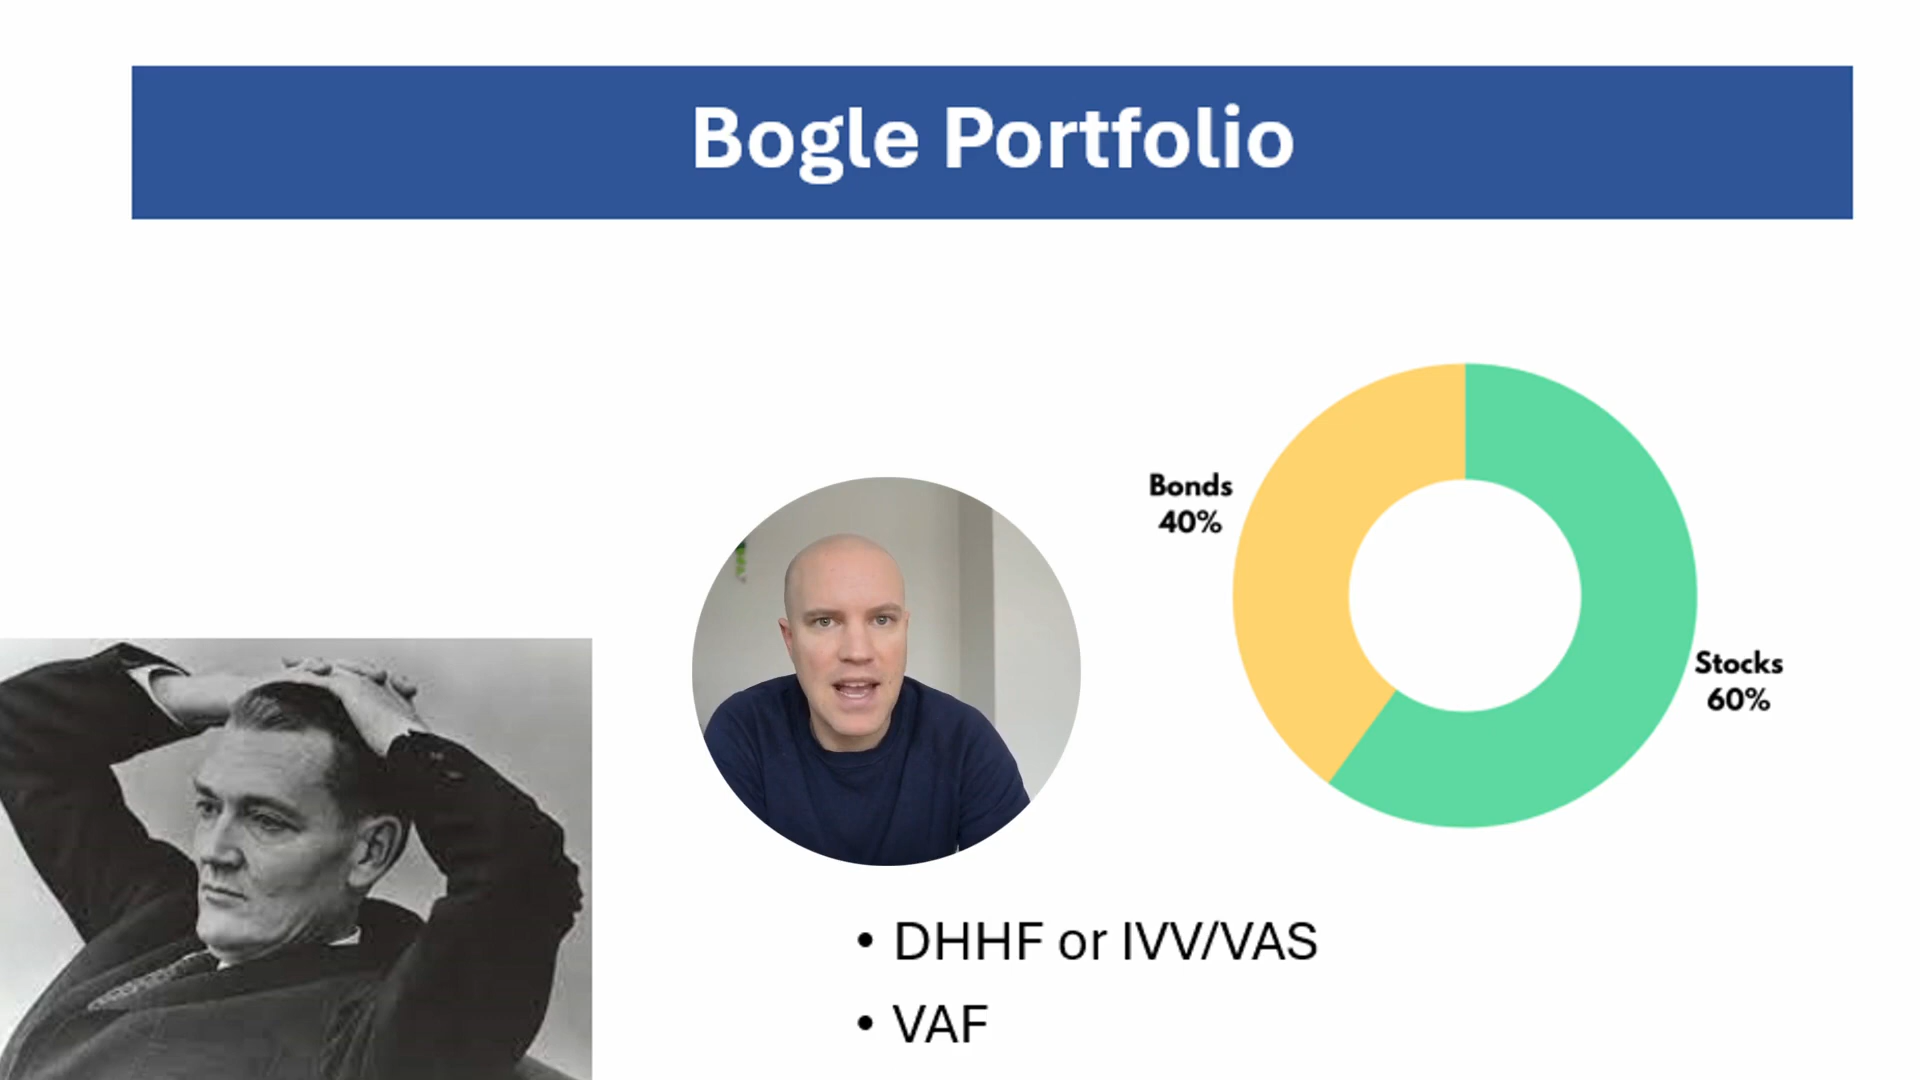 Bogle Portfolio
Bonds
40%
Stocks
60%
• DHHF or IVV/VAS
• VAF